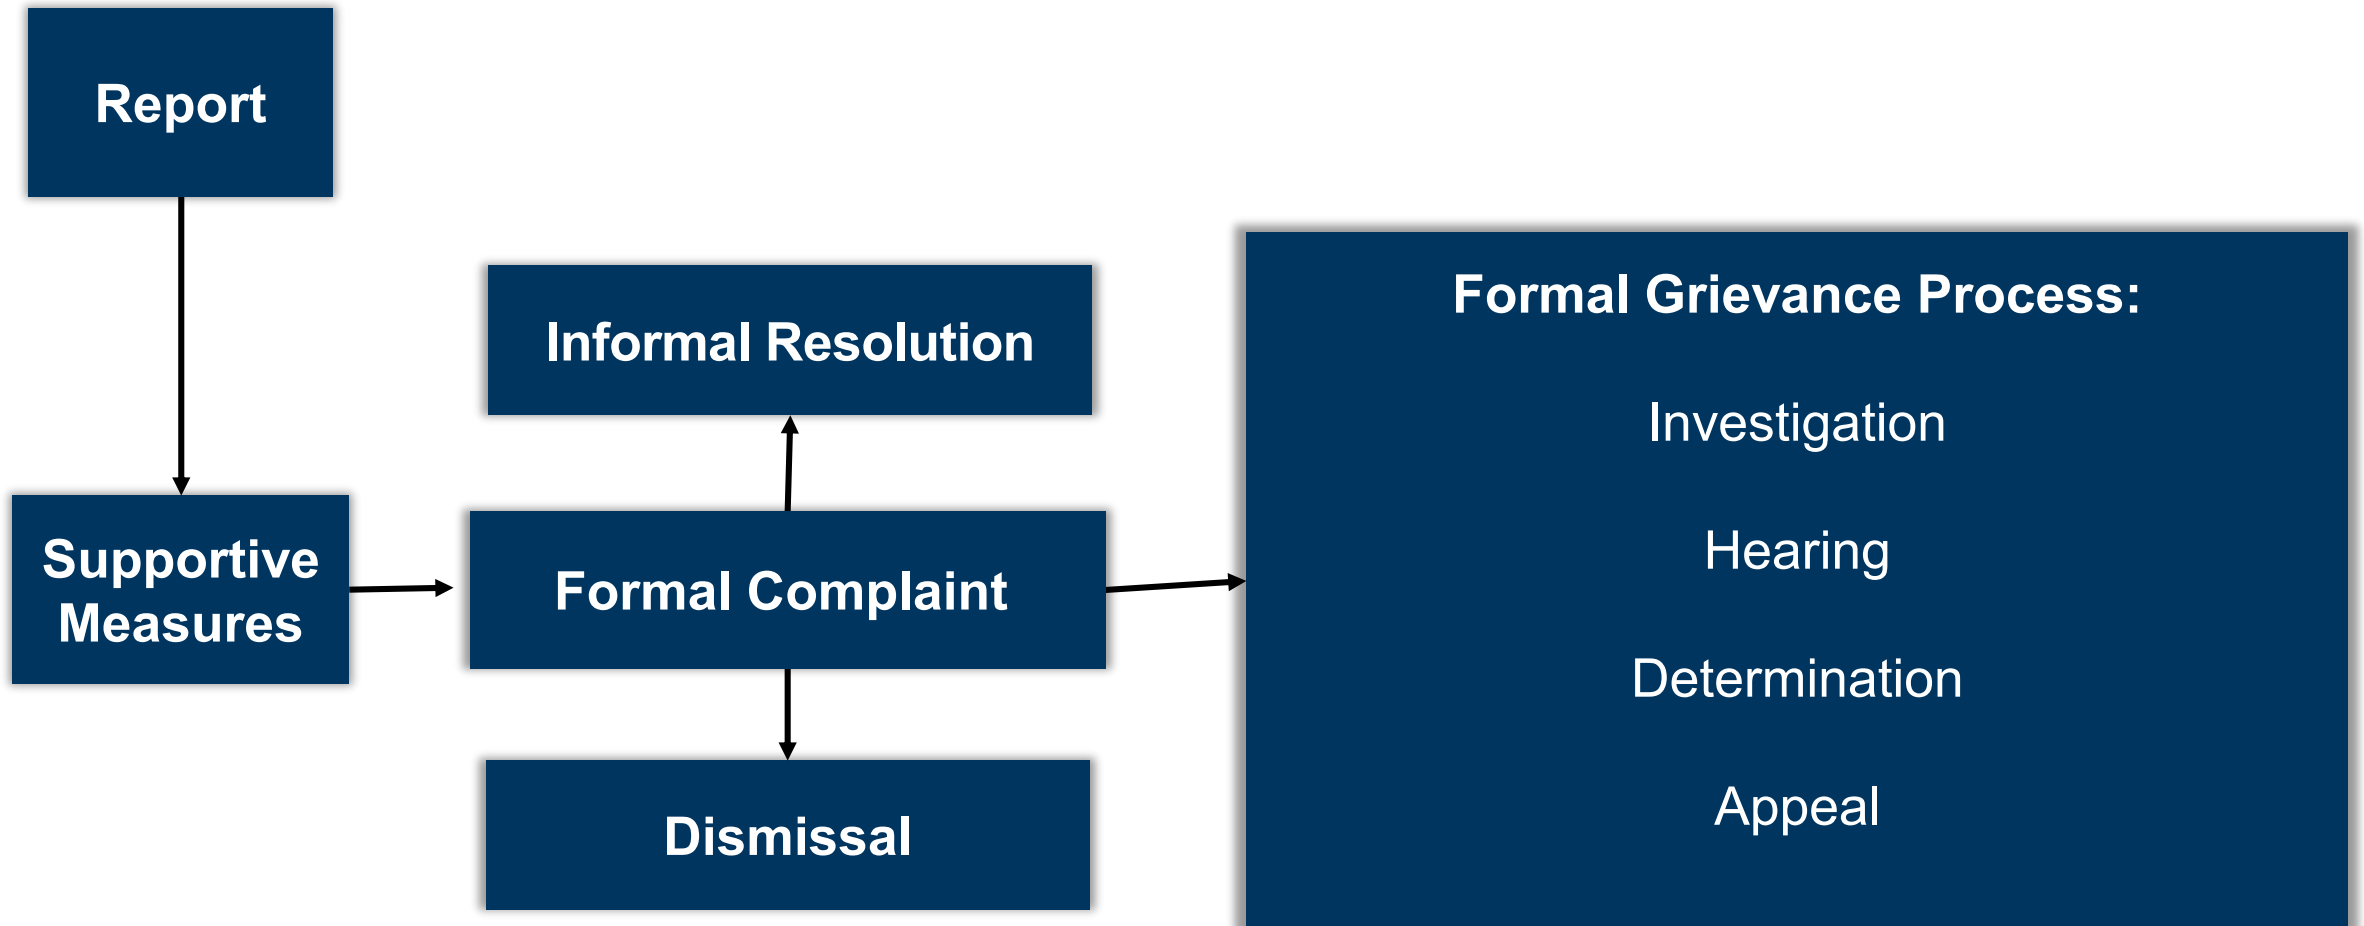 Report
Supportive
Measures
Informal Resolution
Formal Complaint
Dismissal
Formal Grievance Process:
Investigation
Hearing
Determination
Appeal